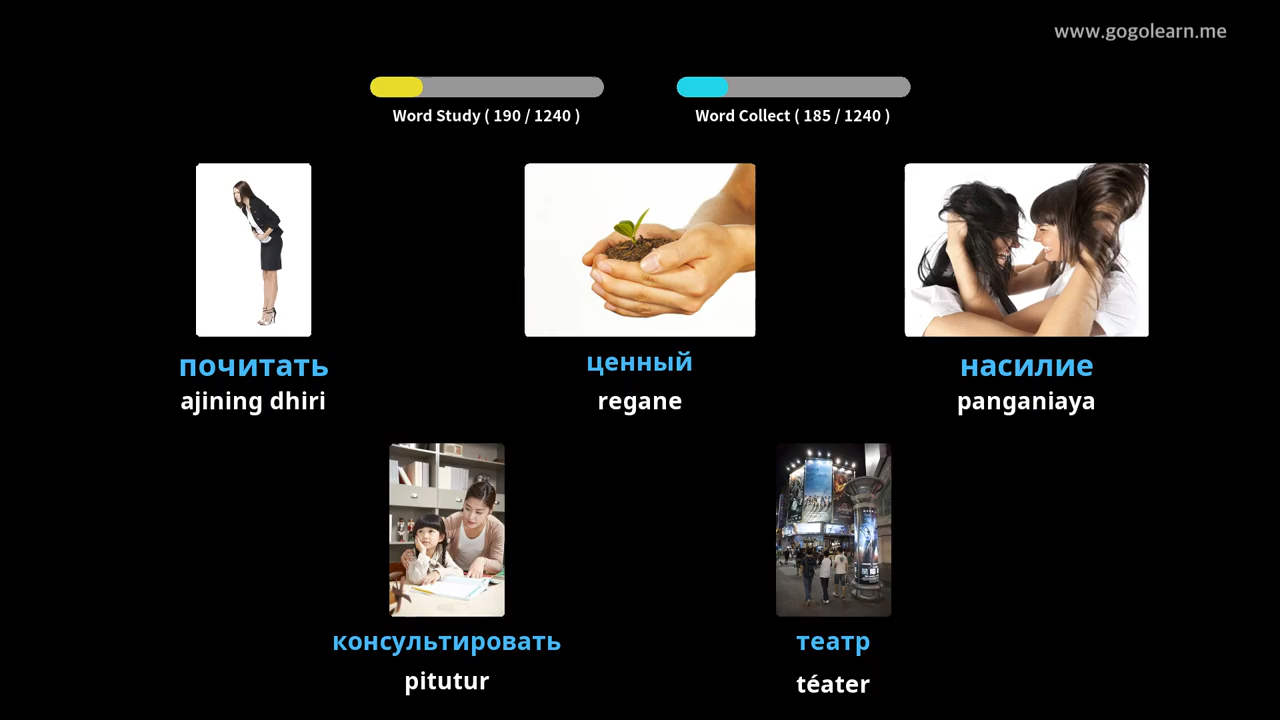 www.gogolearn.me
Word Study ( 190 / 1240 )
Word Collect ( 185 / 1240 )
почитать
ajining dhiri
ценный
regane
насилие
panganiaya
консультировать
pitutur
театр
téater